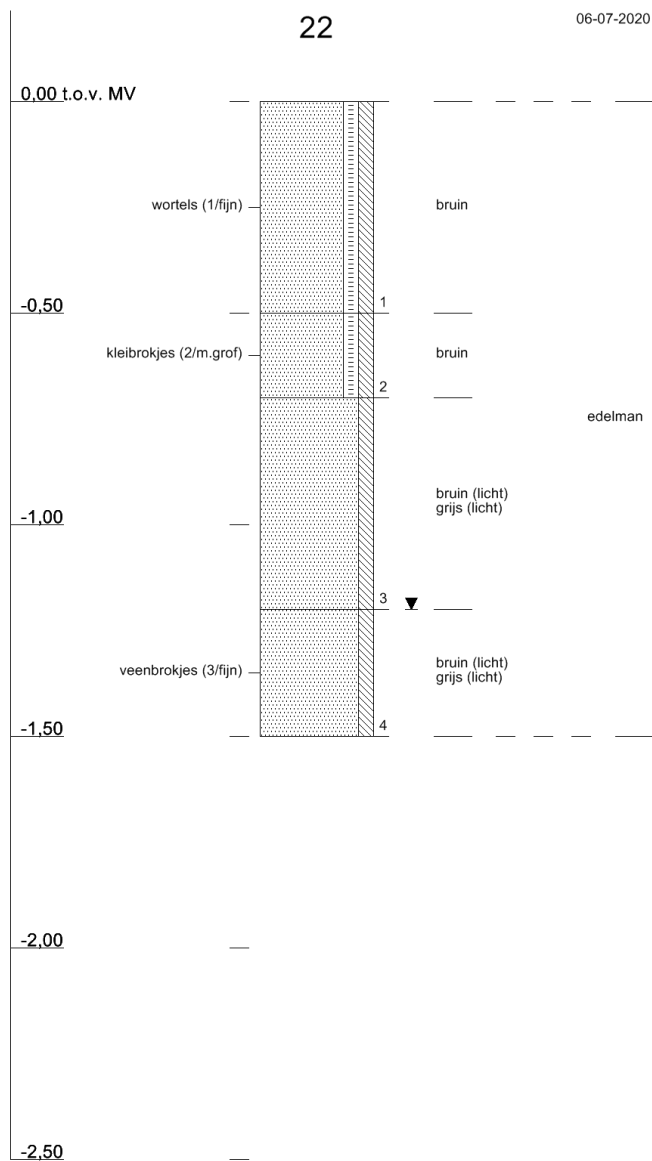 22
06-07-2020
0,00 t.o.v. MV
wortels (1/fijn)
bruin
-0,50
1
kleibrokjes (2/m.grof)
bruin
2
edelman
bruin (licht)
grijs (licht)
-1,00
3
veenbrokjes (3/fijn)
bruin (licht)
grijs (licht)
-1,50
4
-2,00
-2,50